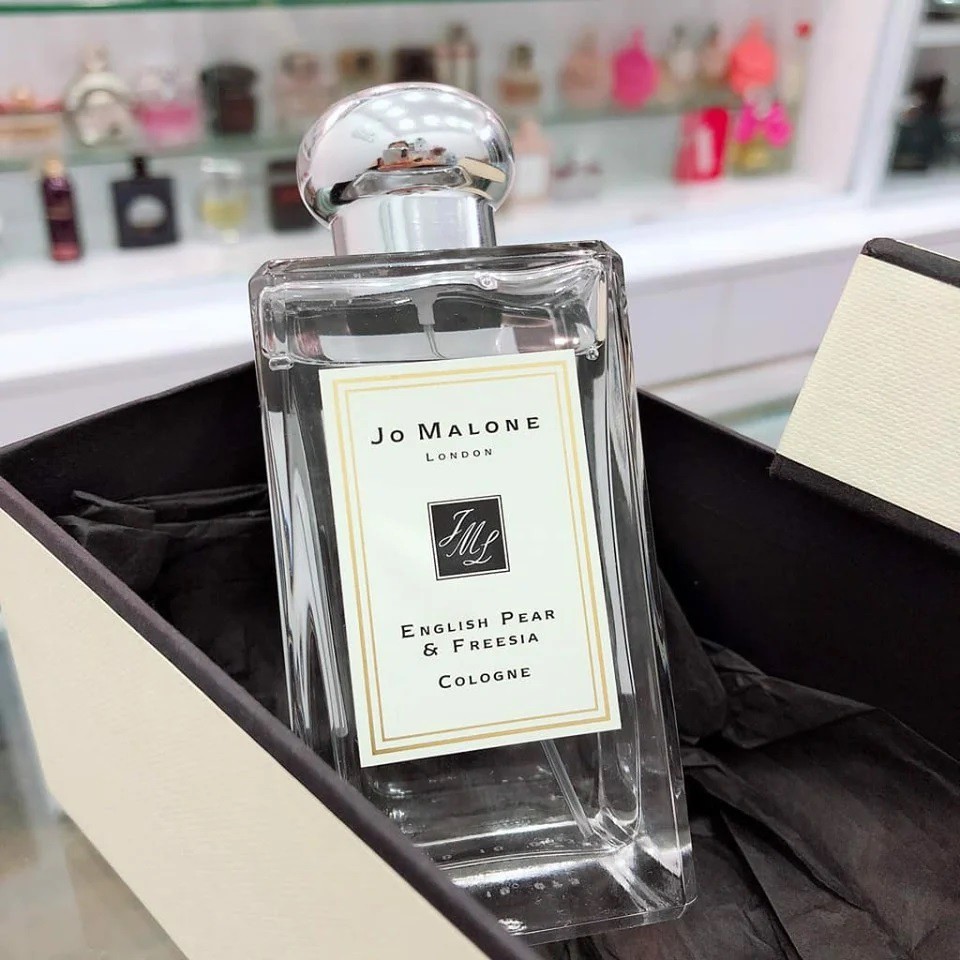 JO MALONE
LONDON
JML
ENGLISH PEAR
& FREESIA
COLOGNE